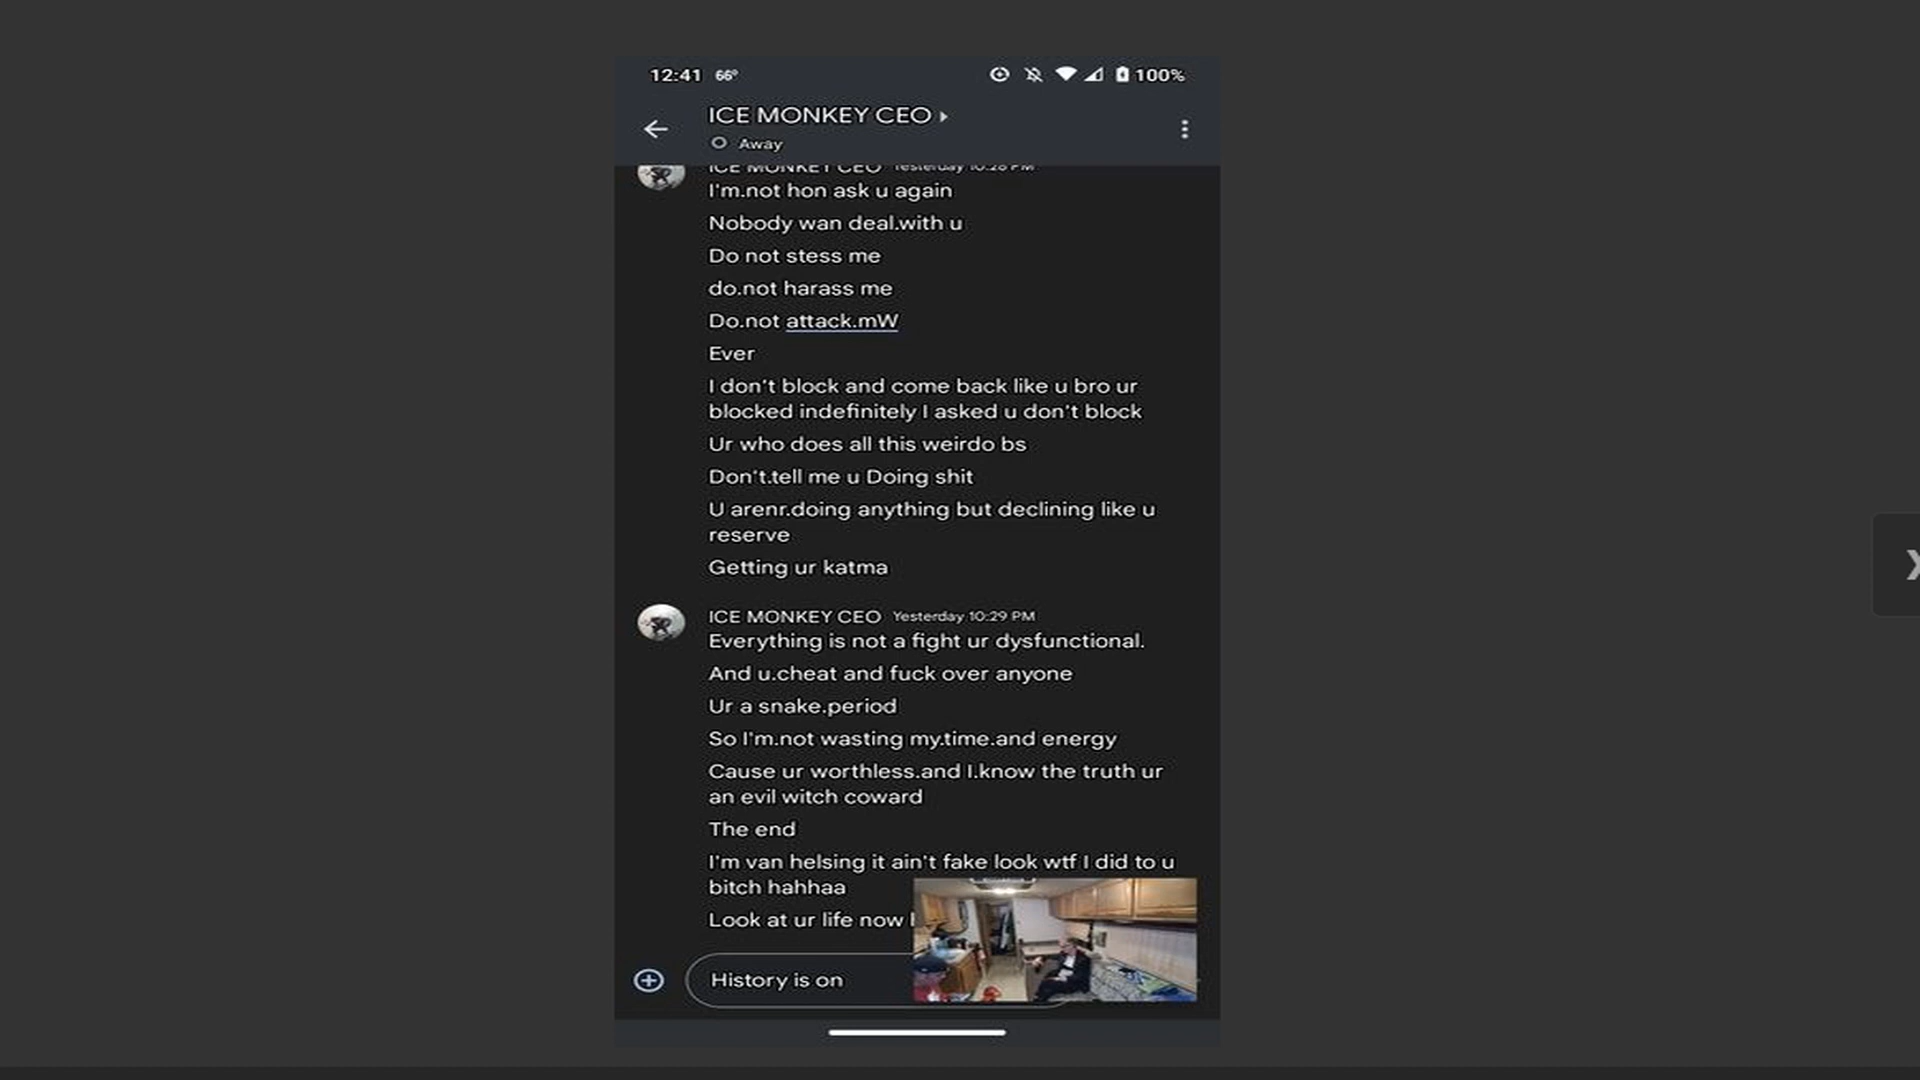 12:41 66° 100%
ICE MONKEY CEO
Away
ICE MONKEY CEO Yesterday 10:28 PM
I'm.not hon ask u again
Nobody wan deal.with u
Do not stess me
do.not harass me
Do.not attack.mW
Ever
I don't block and come back like u bro ur
blocked indefinitely I asked u don't block
Ur who does all this weirdo bs
Don't.tell me u Doing shit
U arenr.doing anything but declining like u
reserve
Getting ur katma
ICE MONKEY CEO Yesterday 10:29 PM
Everything is not a fight ur dysfunctional.
And u.cheat and fuck over anyone
Ur a snake.period
So I'm.not wasting my.time.and energy
Cause ur worthless.and I.know the truth ur
an evil witch coward
The end
I'm van helsing it ain't fake look wtf I did to u
bitch hahhaa
Look at ur life now
History is on